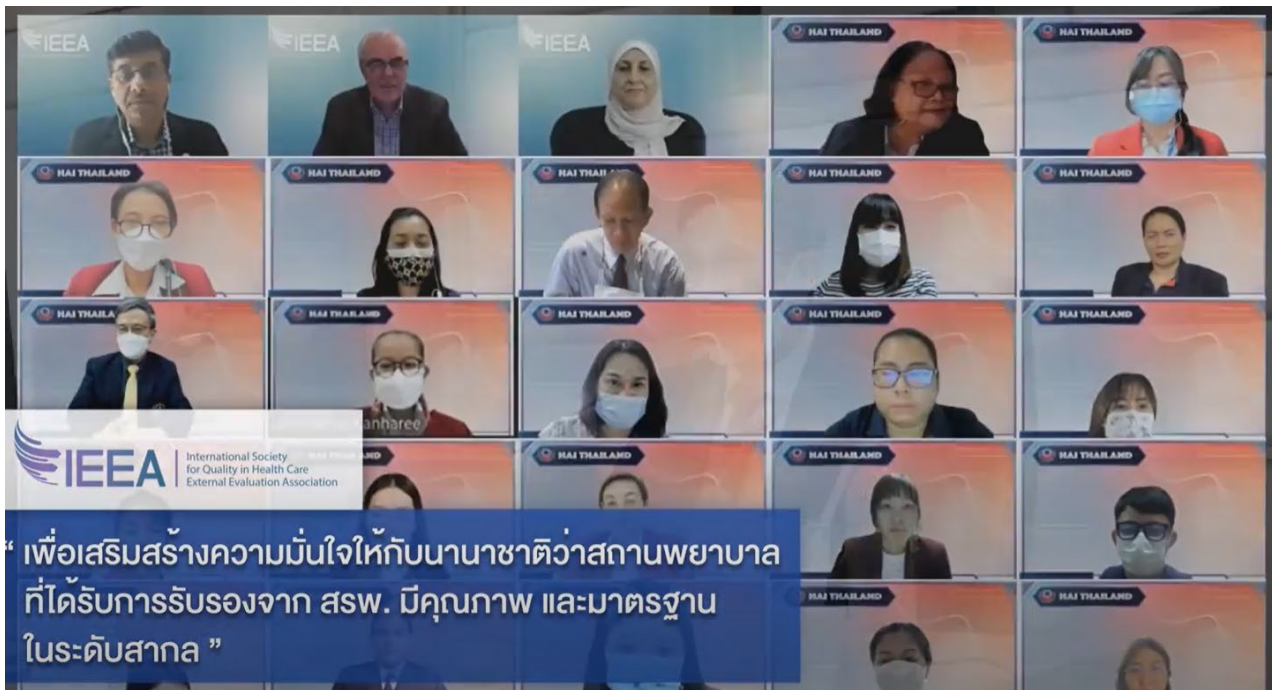 IEEA
IEEA
IEEA
HAI THAILAND
HAI THAILAND
HAI THAILAND
HAI THAILAND
HAI THAIL
HAI THAILAND
HAI THAILAND
HAI THAILA
HAI THAILAND
HAI THAILAND
HAI THAILAND
HAI THAILAND
anharee
IEEA
International Society
for Quality in Health Care
External Evaluation Association
AND
HAI THAILAND
HAI THAILAND
HAI THAILAND
“ เพื่อเสริมสร้างความมั่นใจให้กับนานาชาติว่าสถานพยาบาล
ที่ได้รับการรับรองจาก สรพ. มีคุณภาพ และมาตรฐาน
ในระดับสากล ”
HAI THAILAND
HAI THAILAND